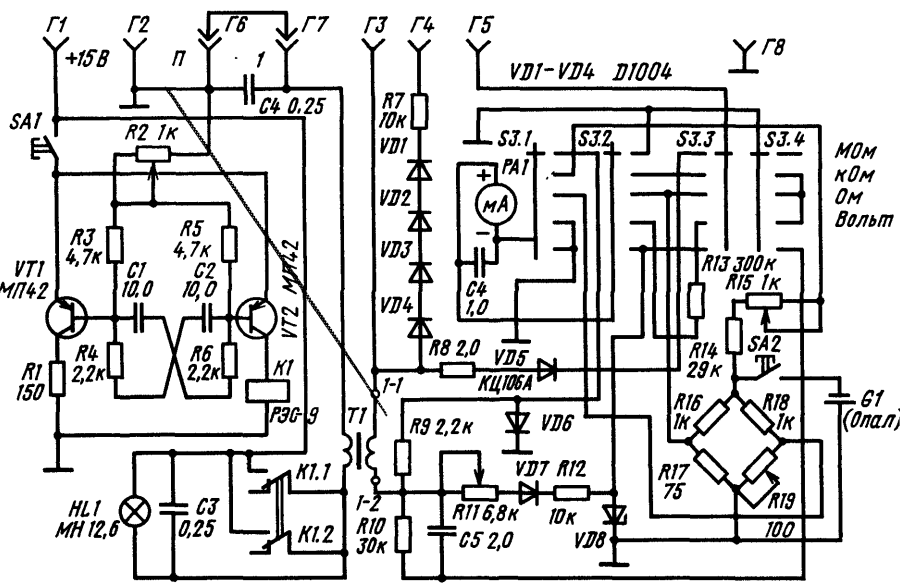 Г1
Г2
Г6
Г7
Г3
Г4
Г5
Г8
+15В
П
1
С4 0,25
VD1–VD4 Д1004
SA1
R2 1к
R7
10к
VD1
VD2
VD3
VD4
S3.1
S3.2
S3.3
S3.4
PA1
+
мА
–
С4
1,0
МОм
кОм
Ом
Вольт
R3
4,7к
R5
4,7к
С1
10,0
С2
10,0
VT1
МП42
VT2 МП42
R4
2,2к
R6
2,2к
R1
150
К1
РЭС-9
R13 300к
R15 1к
R14
29к
SA2
G1
(Опал)
R8 2,0
VD5
КЦ106А
1-1
Т1
1-2
R9 2,2к
VD6
R16
1к
R18
1к
R17
75
R19
100
HL1
МН 12,6
С3
0,25
К1.1
К1.2
R10
30к
R11 6,8к
С5 2,0
VD7
R12
10к
VD8